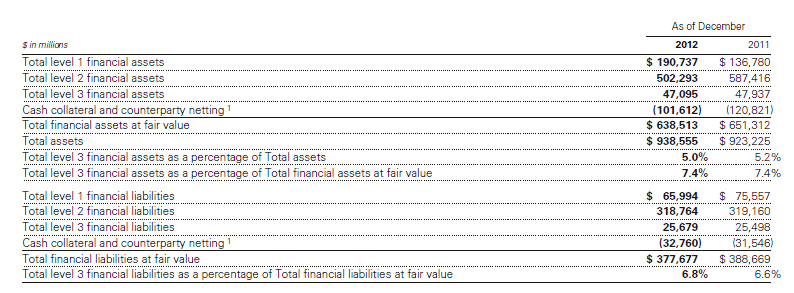 As of December
$ in millions 2012 2011
Total level 1 financial assets $ 190,737 $ 136,780
Total level 2 financial assets 502,293 587,416
Total level 3 financial assets 47,095 47,937
Cash collateral and counterparty netting 1 (101,612) (120,821)
Total financial assets at fair value $ 638,513 $ 651,312
Total assets $ 938,555 $ 923,225
Total level 3 financial assets as a percentage of Total assets 5.0% 5.2%
Total level 3 financial assets as a percentage of Total financial assets at fair value 7.4% 7.4%
Total level 1 financial liabilities $ 65,994 $ 75,557
Total level 2 financial liabilities 318,764 319,160
Total level 3 financial liabilities 25,679 25,498
Cash collateral and counterparty netting 1 (32,760) (31,546)
Total financial liabilities at fair value $ 377,677 $ 388,669
Total level 3 financial liabilities as a percentage of Total financial liabilities at fair value 6.8% 6.6%